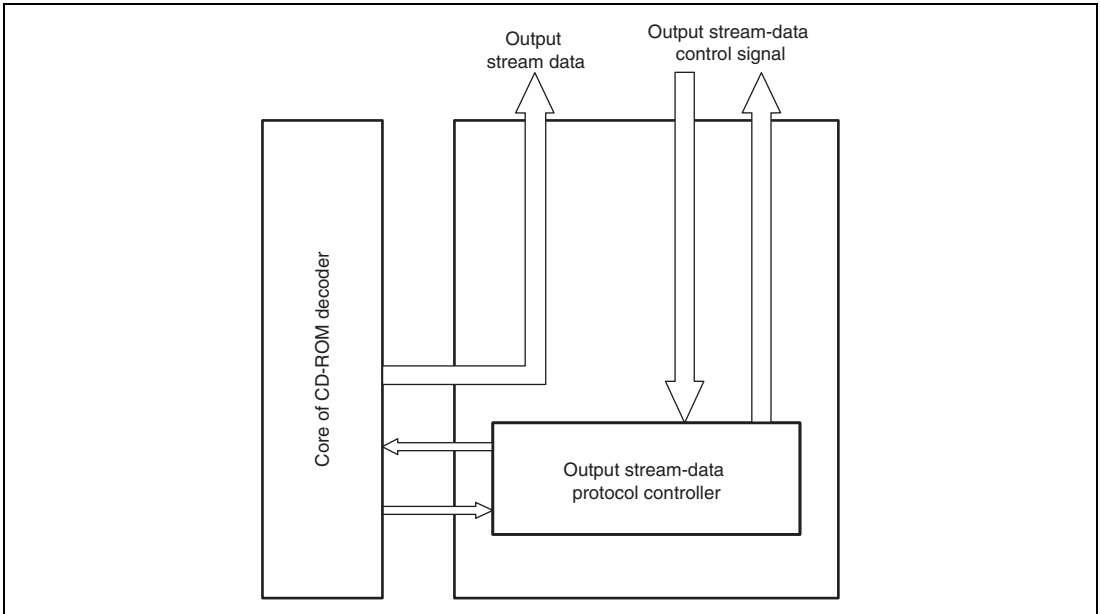 Output
stream data
Output stream-data
control signal
Core of CD-ROM decoder
Output stream-data
protocol controller